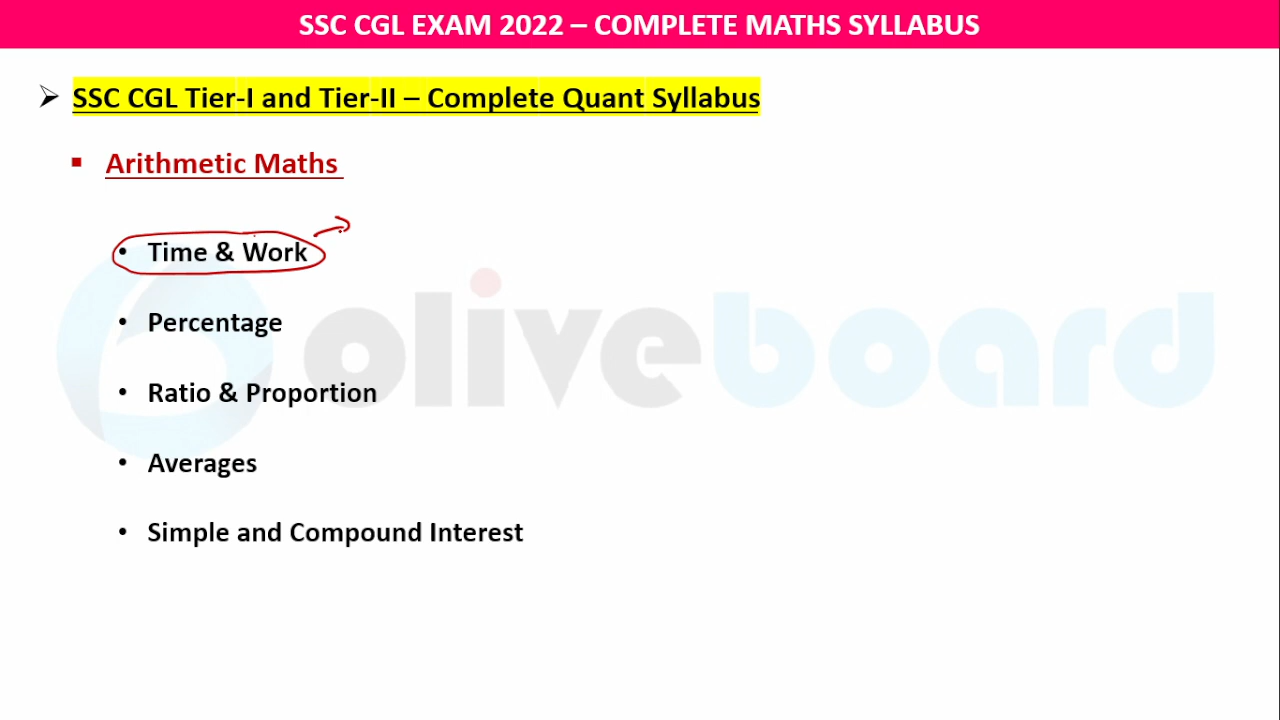 SSC CGL EXAM 2022 – COMPLETE MATHS SYLLABUS
SSC CGL Tier-I and Tier-II – Complete Quant Syllabus
Arithmetic Maths
Time & Work
Percentage
Ratio & Proportion
Averages
Simple and Compound Interest
oliveboard